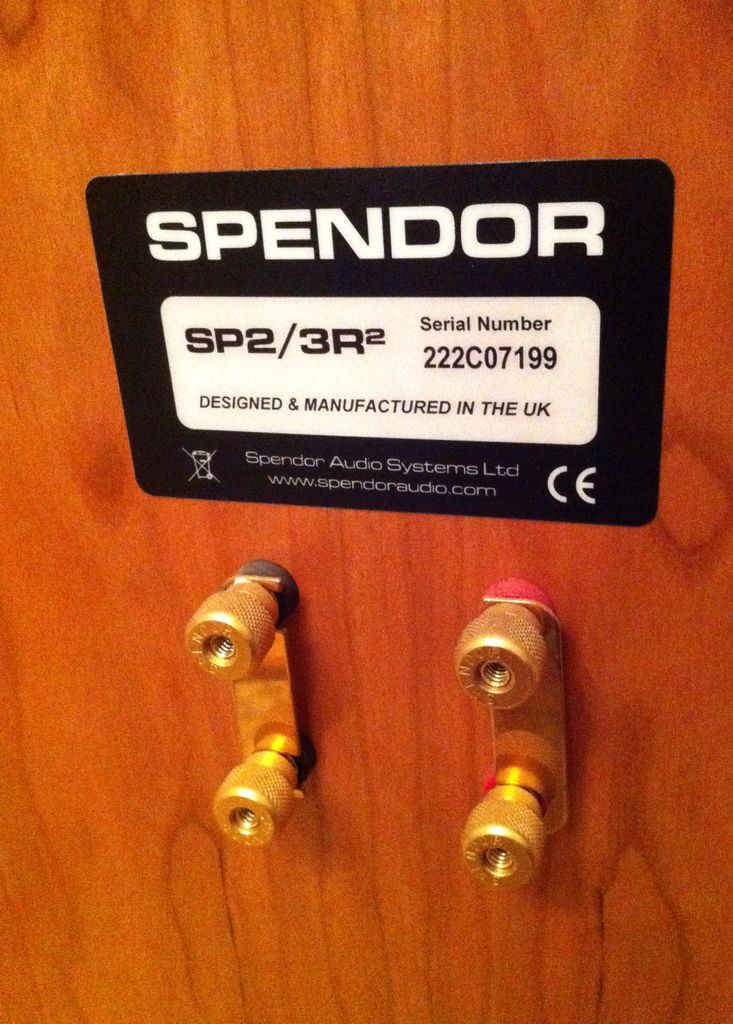 SPENDOR
SP2/3R²
Serial Number
222C07199
DESIGNED & MANUFACTURED IN THE UK
Spendor Audio Systems Ltd
www.spendoraudio.com
CE